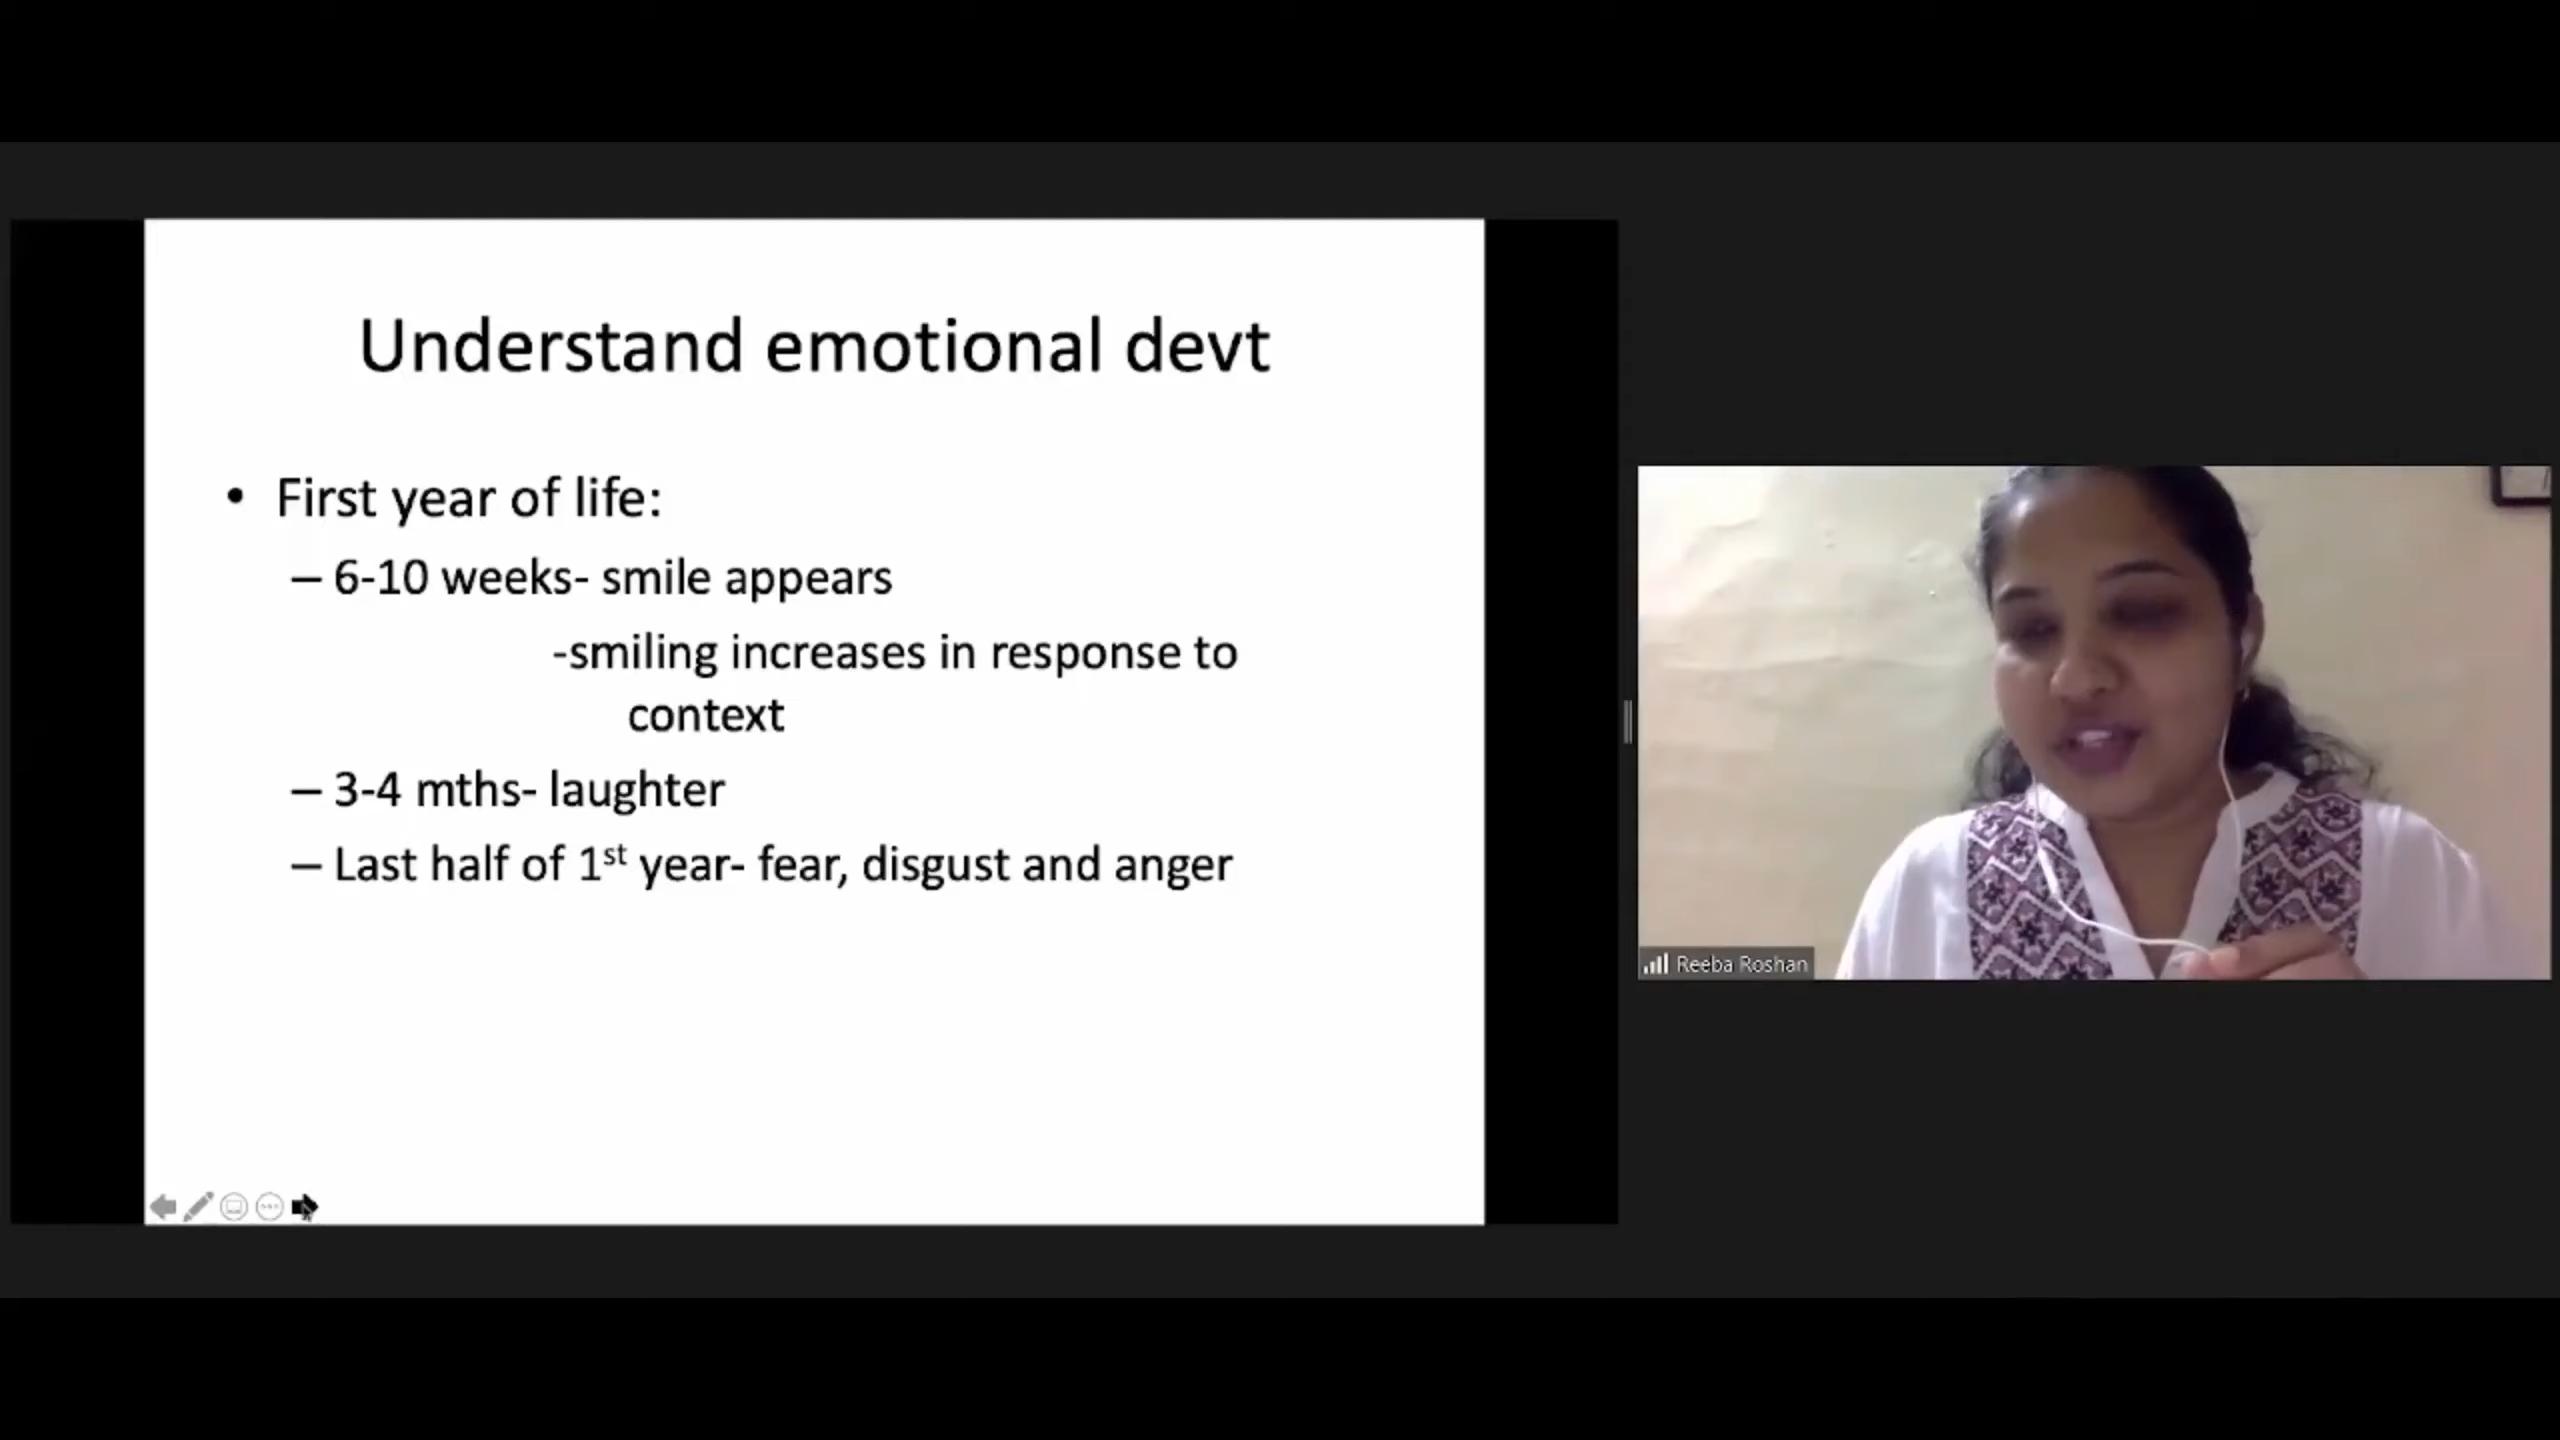 Understand emotional devt
• First year of life:
– 6-10 weeks- smile appears
-smiling increases in response to
context
– 3-4 mths- laughter
– Last half of 1st year- fear, disgust and anger
Reeba Roshan